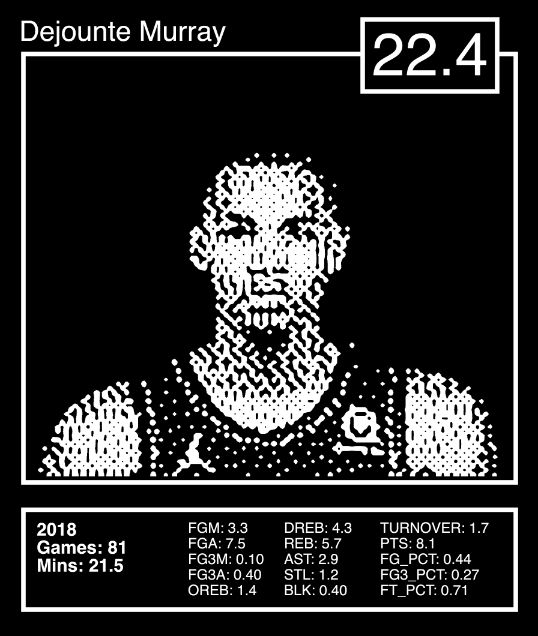 Dejounte Murray
22.4
2018
Games: 81
Mins: 21.5
FGM: 3.3
FGA: 7.5
FG3M: 0.10
FG3A: 0.40
OREB: 1.4
DREB: 4.3
REB: 5.7
AST: 2.9
STL: 1.2
BLK: 0.40
TURNOVER: 1.7
PTS: 8.1
FG_PCT: 0.44
FG3_PCT: 0.27
FT_PCT: 0.71